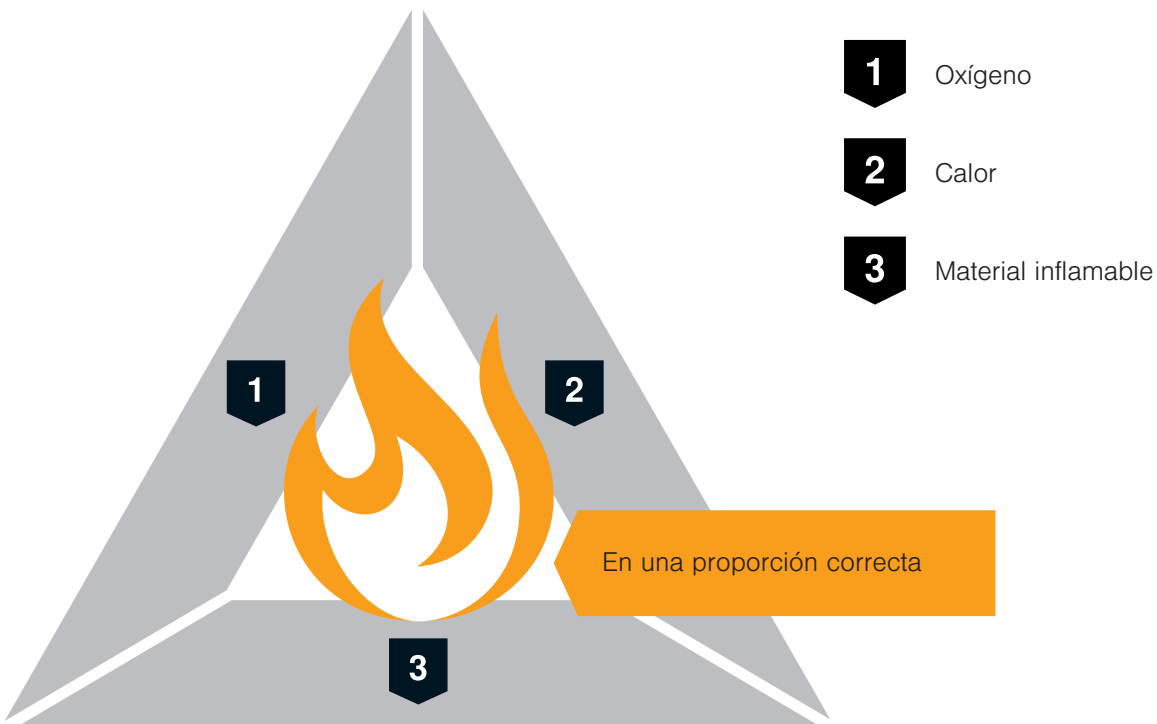 1 Oxígeno
2 Calor
3 Material inflamable
1
2
En una proporción correcta
3